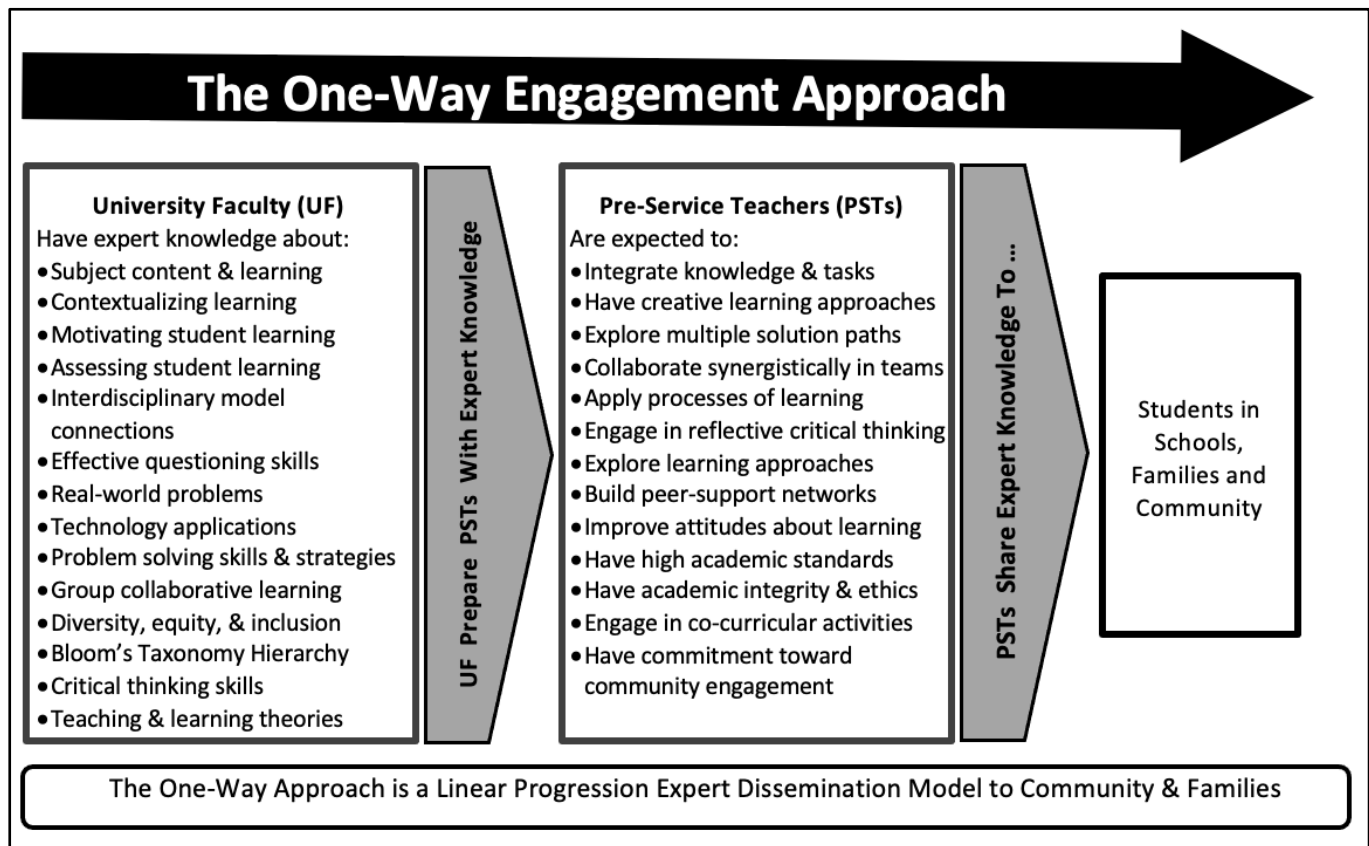 The One-Way Engagement Approach
University Faculty (UF)
Have expert knowledge about:
•Subject content & learning
•Contextualizing learning
•Motivating student learning
•Assessing student learning
•Interdisciplinary model
connections
•Effective questioning skills
•Real-world problems
•Technology applications
•Problem solving skills & strategies
•Group collaborative learning
•Diversity, equity, & inclusion
•Bloom’s Taxonomy Hierarchy
•Critical thinking skills
•Teaching & learning theories
UF Prepare PSTs With Expert Knowledge
Pre-Service Teachers (PSTs)
Are expected to:
•Integrate knowledge & tasks
•Have creative learning approaches
•Explore multiple solution paths
•Collaborate synergistically in teams
•Apply processes of learning
•Engage in reflective critical thinking
•Explore learning approaches
•Build peer-support networks
•Improve attitudes about learning
•Have high academic standards
•Have academic integrity & ethics
•Engage in co-curricular activities
•Have commitment toward
community engagement
PSTs Share Expert Knowledge To ...
Students in
Schools,
Families and
Community
The One-Way Approach is a Linear Progression Expert Dissemination Model to Community & Families